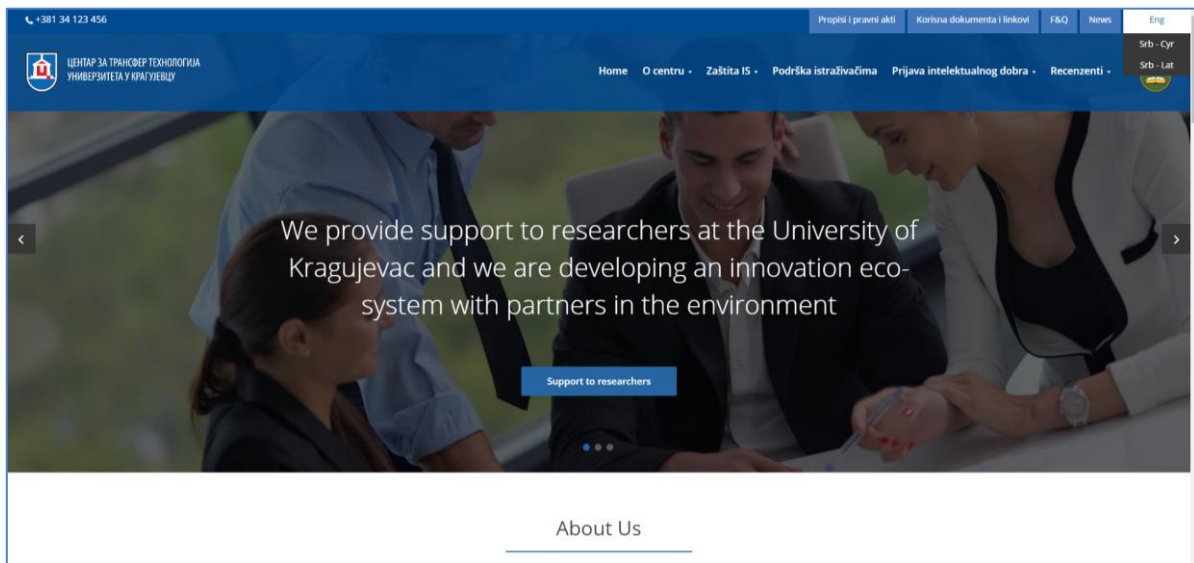 +381 34 123 456
Propisi i pravni akti
Korisna dokumenta i linkovi
F&Q
News
Eng
Srb - Cyr
Srb - Lat
ЦЕНТАР ЗА ТРАНСФЕР ТЕХНОЛОГИЈА
УНИВЕРЗИТЕТА У КРАГУЈЕВЦУ
Home
O centru
Zaštita IS
Podrška istraživačima
Prijava intelektualnog dobra
Recenzenti
We provide support to researchers at the University of
Kragujevac and we are developing an innovation eco-
system with partners in the environment
Support to researchers
About Us